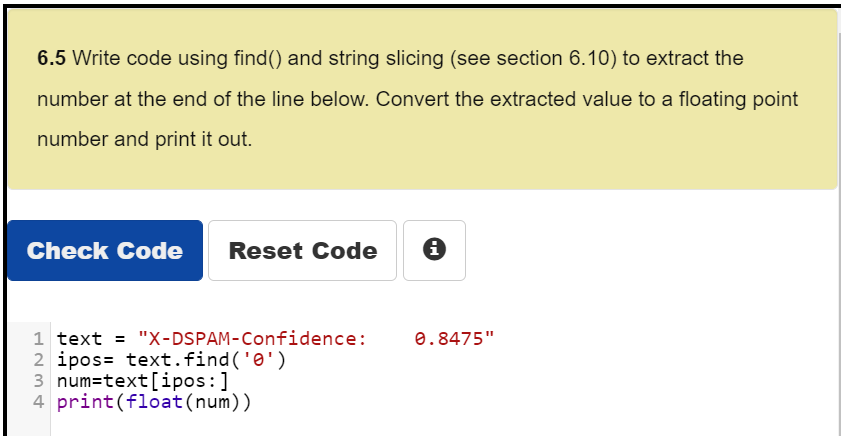 6.5 Write code using find() and string slicing (see section 6.10) to extract the
number at the end of the line below. Convert the extracted value to a floating point
number and print it out.
Check Code Reset Code i
1 text = "X-DSPAM-Confidence:    0.8475"
2 ipos= text.find('0')
3 num=text[ipos:]
4 print(float(num))